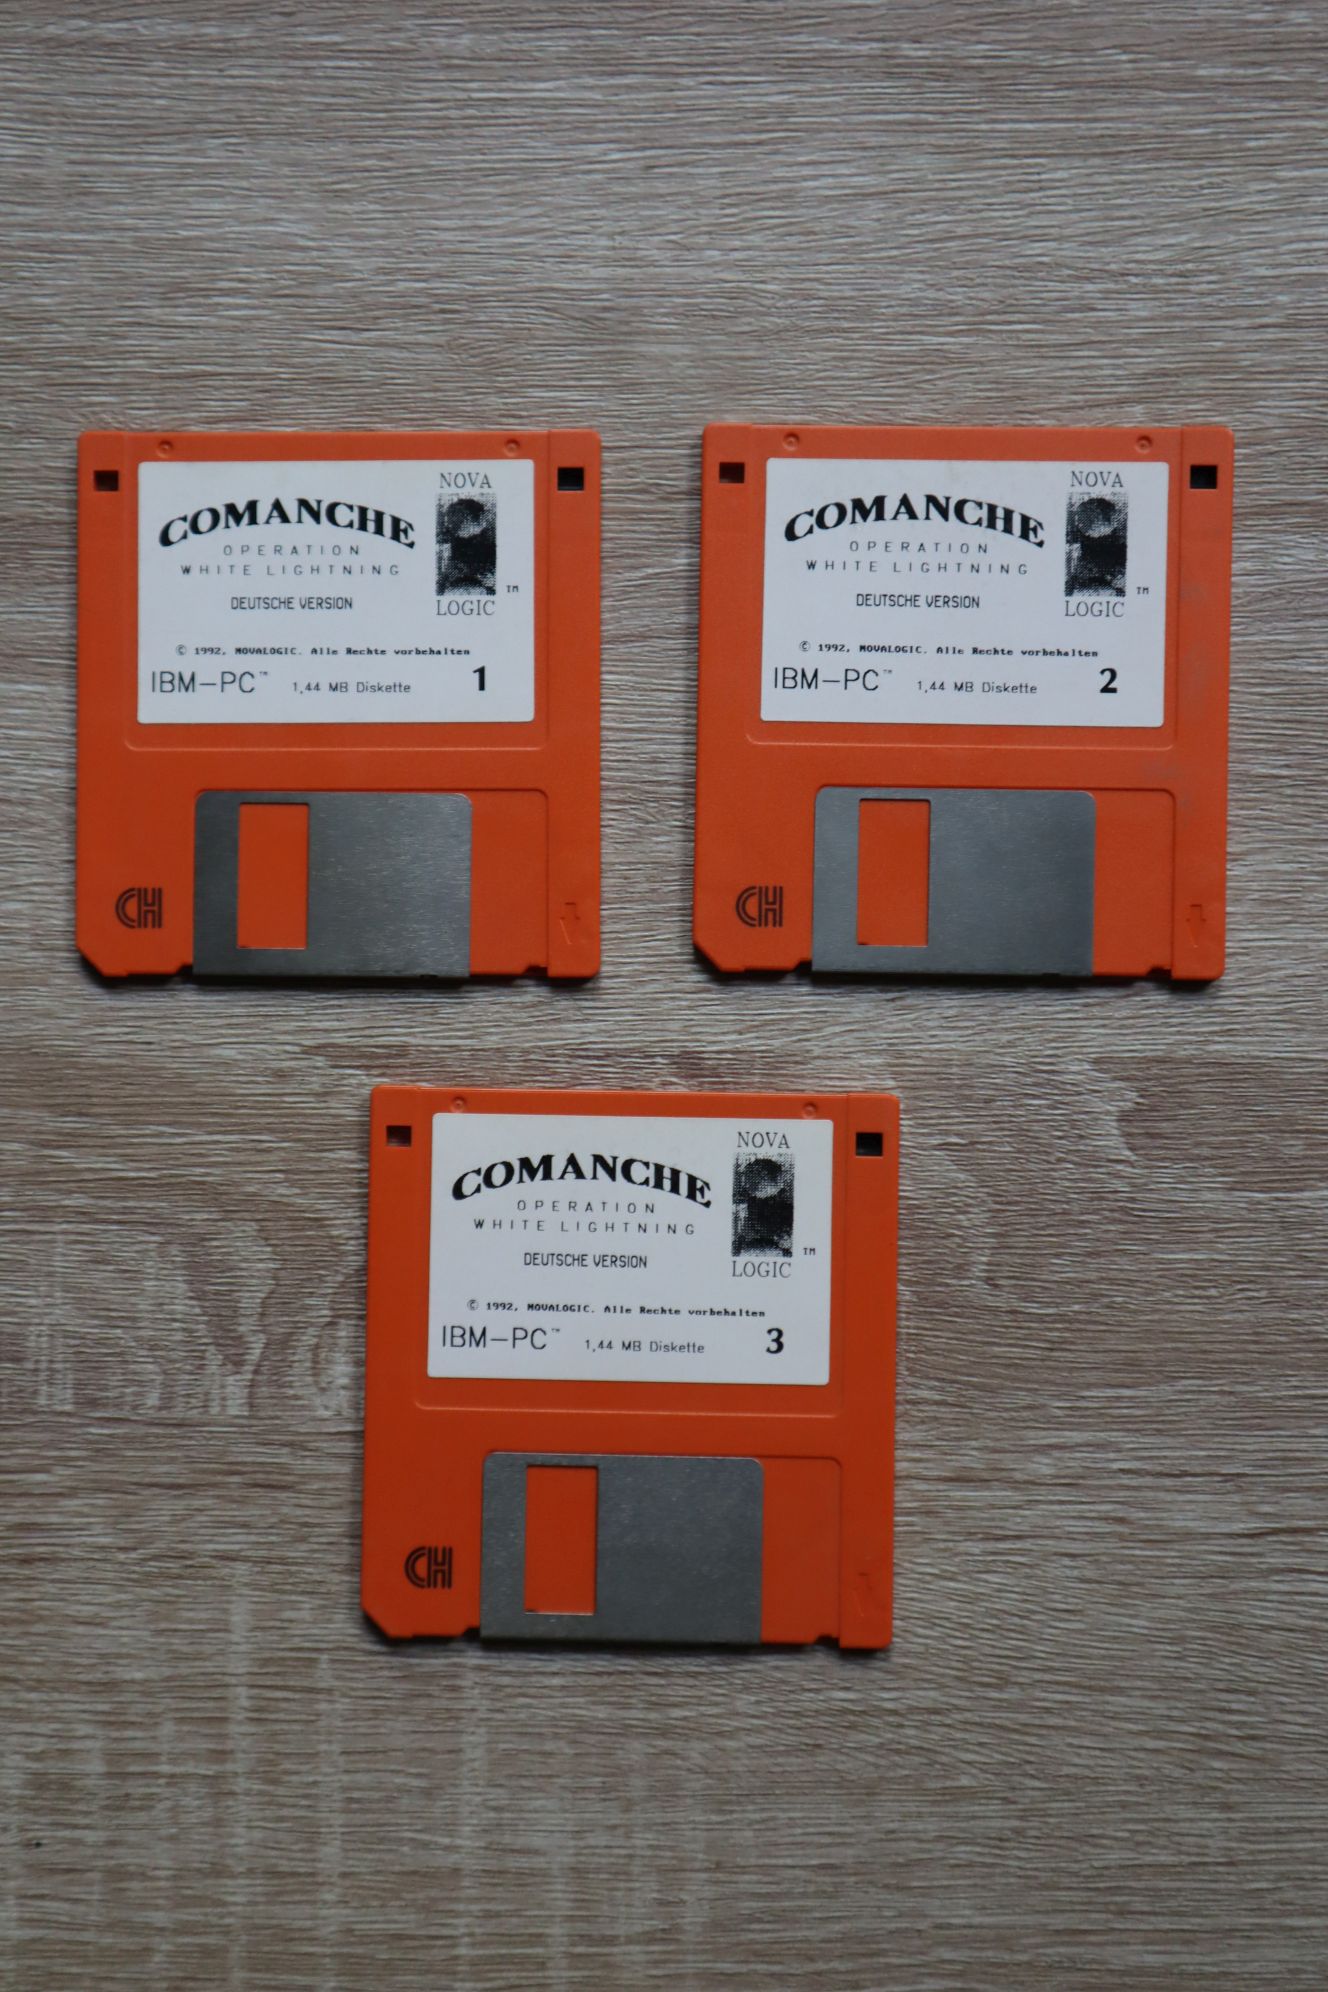 COMANCHE
OPERATION
WHITE LIGHTNING
DEUTSCHE VERSION
NOVA
LOGIC
TM
© 1992, NOVALOGIC. Alle Rechte vorbehalten
IBM-PC™ 1,44 MB Diskette 1
CH
COMANCHE
OPERATION
WHITE LIGHTNING
DEUTSCHE VERSION
NOVA
LOGIC
TM
© 1992, NOVALOGIC. Alle Rechte vorbehalten
IBM-PC™ 1,44 MB Diskette 2
CH
COMANCHE
OPERATION
WHITE LIGHTNING
DEUTSCHE VERSION
NOVA
LOGIC
TM
© 1992, NOVALOGIC. Alle Rechte vorbehalten
IBM-PC™ 1,44 MB Diskette 3
CH